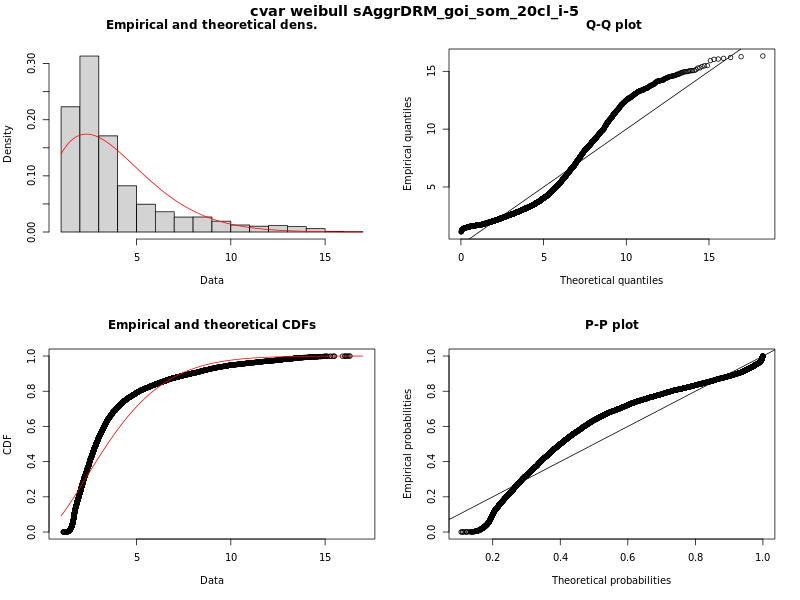 cvar weibull sAggrDRM_goi_som_20cl_i-5
Empirical and theoretical dens.
Density
0.00
0.10
0.20
0.30
5
10
15
Data
Q-Q plot
Empirical quantiles
5
10
15
0
5
10
15
Theoretical quantiles
Empirical and theoretical CDFs
CDF
0.0
0.2
0.4
0.6
0.8
1.0
5
10
15
Data
P-P plot
Empirical probabilities
0.0
0.2
0.4
0.6
0.8
1.0
0.2
0.4
0.6
0.8
1.0
Theoretical probabilities